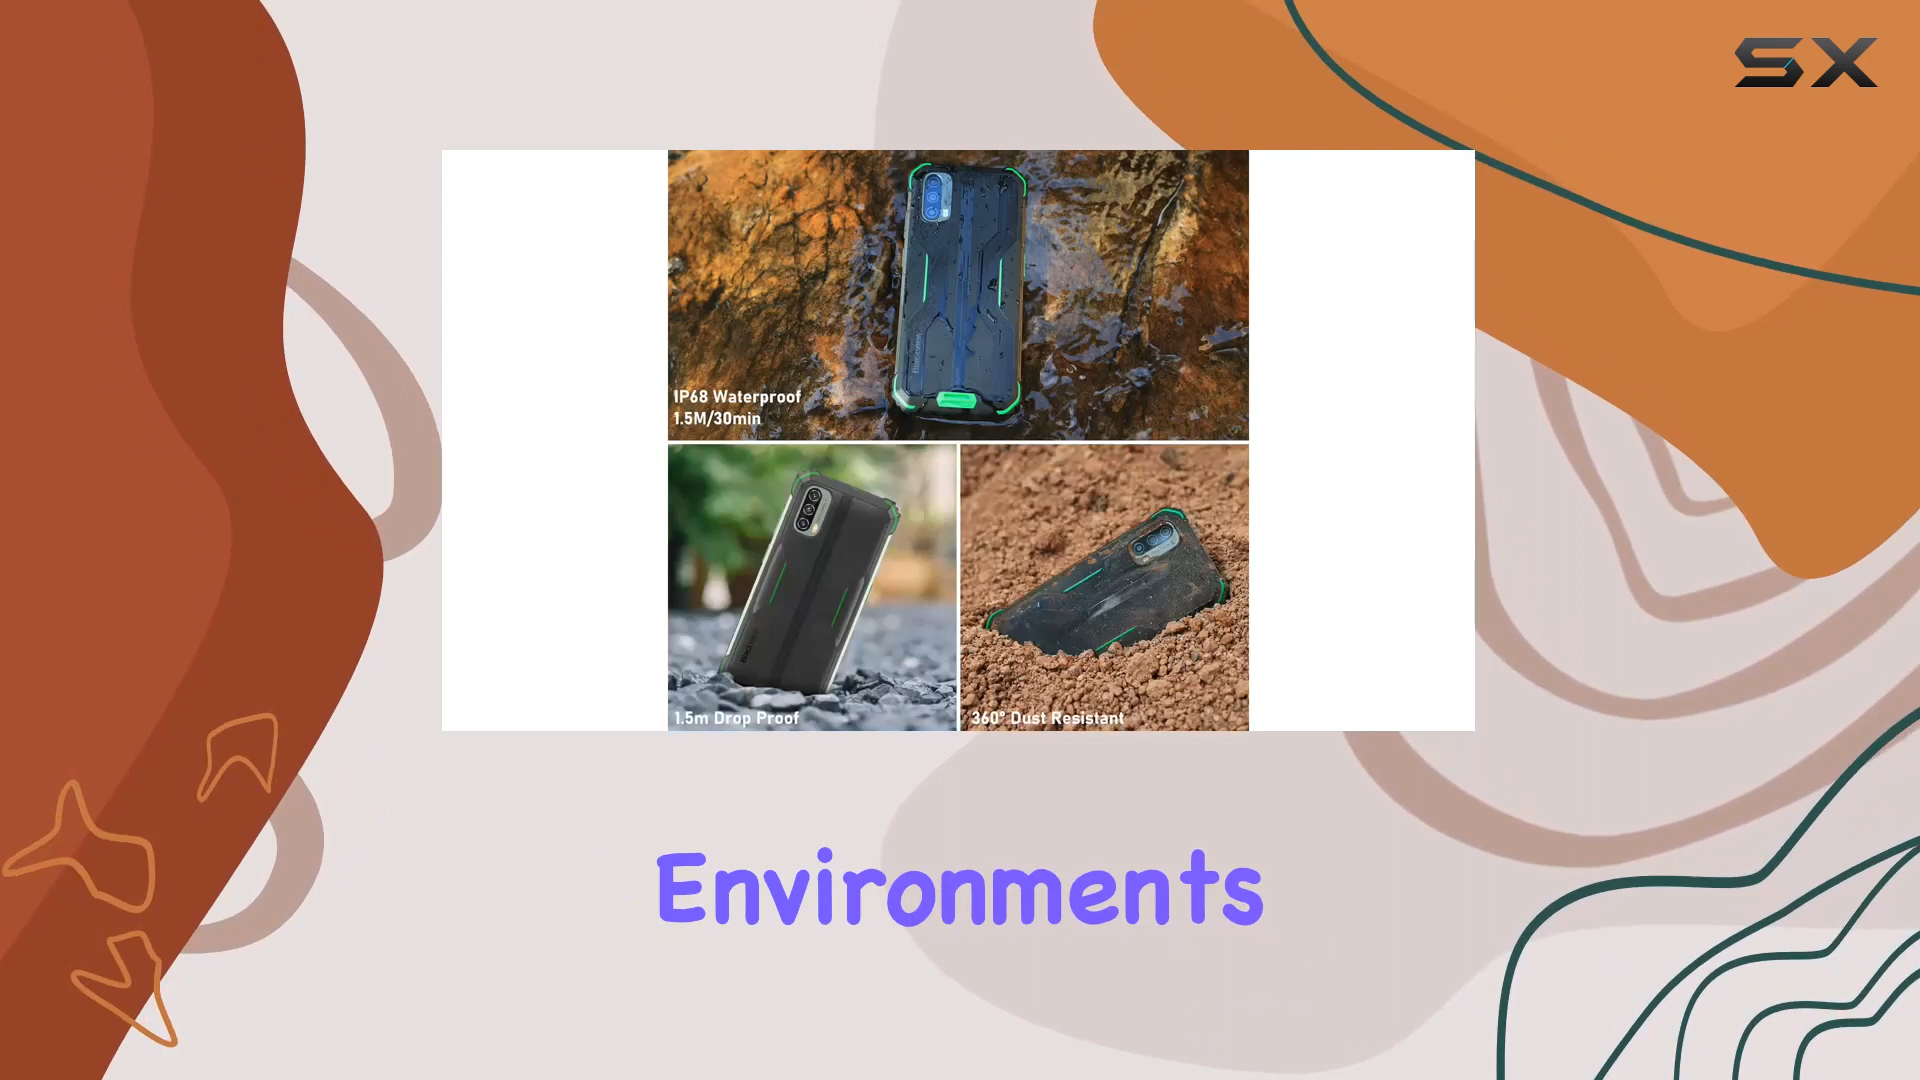 SX
IP68 Waterproof
1.5M/30min
1.5m Drop Proof
360° Dust Resistant
Environments